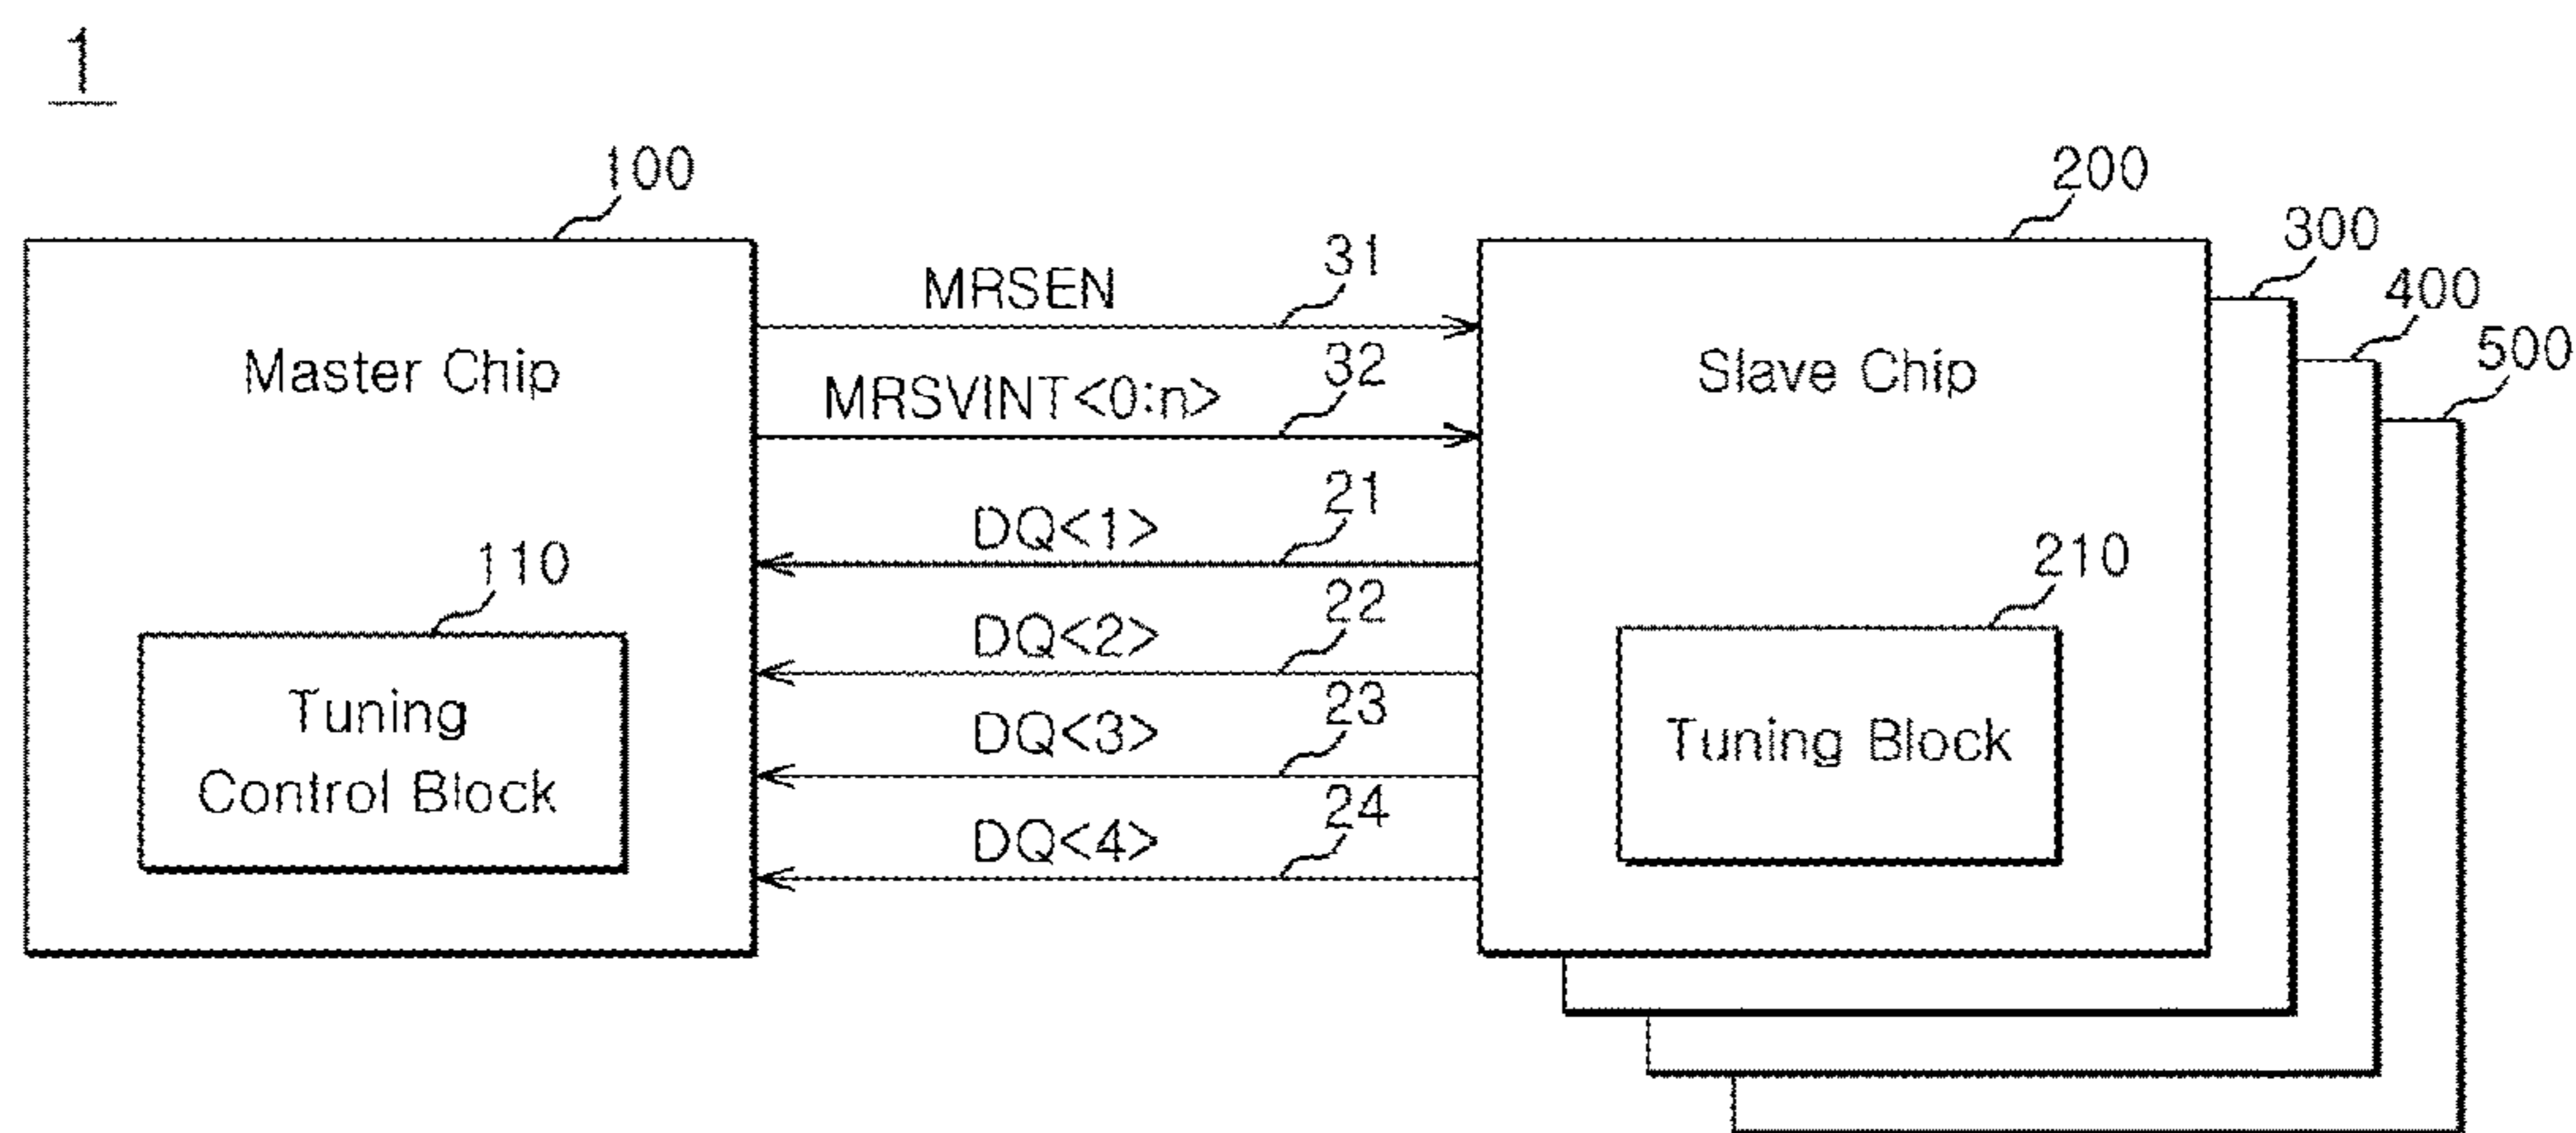 1
100
200
300
400
500
MRSEN
31
Master Chip
MRSVINT<0:n>
32
Slave Chip
DQ<1>
21
110
DQ<2>
22
210
Tuning
Control Block
DQ<3>
23
Tuning Block
DQ<4>
24